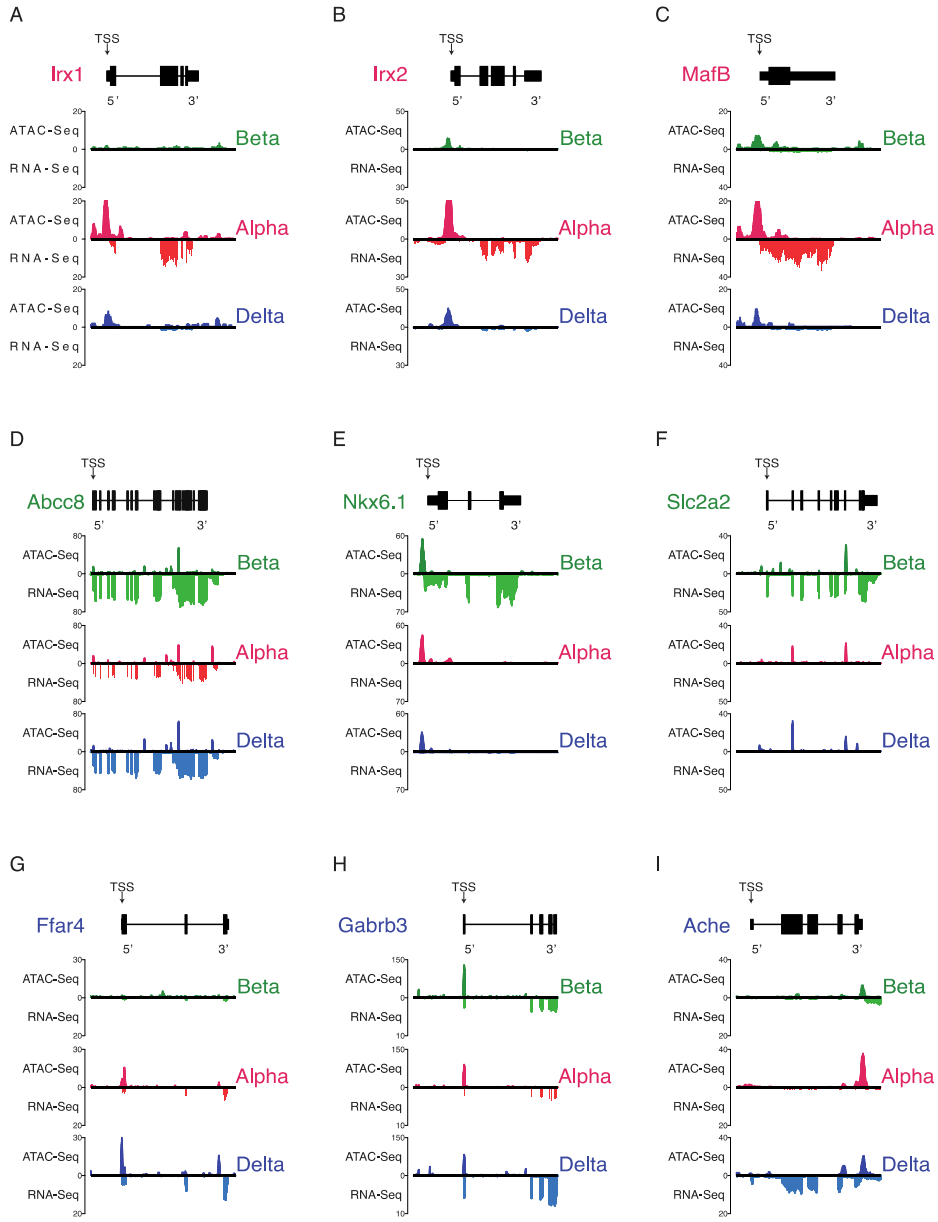 A
TSS
Irx1
5’ 3’
20
ATAC-Seq
0
RNA-Seq
20
Beta
20
ATAC-Seq
0
RNA-Seq
20
Alpha
20
ATAC-Seq
0
RNA-Seq
20
Delta
B
TSS
Irx2
5’ 3’
50
ATAC-Seq
0
RNA-Seq
30
Beta
50
ATAC-Seq
0
RNA-Seq
30
Alpha
50
ATAC-Seq
0
RNA-Seq
30
Delta
C
TSS
MafB
5’ 3’
20
ATAC-Seq
0
RNA-Seq
20
Beta
20
ATAC-Seq
0
RNA-Seq
20
Alpha
20
ATAC-Seq
0
RNA-Seq
20
Delta
D
TSS
Abcc8
5’ 3’
80
ATAC-Seq
0
RNA-Seq
80
Beta
80
ATAC-Seq
0
RNA-Seq
80
Alpha
80
ATAC-Seq
0
RNA-Seq
80
Delta
E
TSS
Nkx6.1
5’ 3’
60
ATAC-Seq
0
RNA-Seq
70
Beta
60
ATAC-Seq
0
RNA-Seq
70
Alpha
60
ATAC-Seq
0
RNA-Seq
70
Delta
F
TSS
Slc2a2
5’ 3’
40
ATAC-Seq
0
RNA-Seq
50
Beta
40
ATAC-Seq
0
RNA-Seq
50
Alpha
40
ATAC-Seq
0
RNA-Seq
50
Delta
G
TSS
Ffar4
5’ 3’
30
ATAC-Seq
0
RNA-Seq
30
Beta
30
ATAC-Seq
0
RNA-Seq
30
Alpha
30
ATAC-Seq
0
RNA-Seq
30
Delta
H
TSS
Gabrb3
5’ 3’
150
ATAC-Seq
0
RNA-Seq
10
Beta
150
ATAC-Seq
0
RNA-Seq
10
Alpha
150
ATAC-Seq
0
RNA-Seq
10
Delta
I
TSS
Ache
5’ 3’
40
ATAC-Seq
0
RNA-Seq
20
Beta
40
ATAC-Seq
0
RNA-Seq
20
Alpha
40
ATAC-Seq
0
RNA-Seq
20
Delta